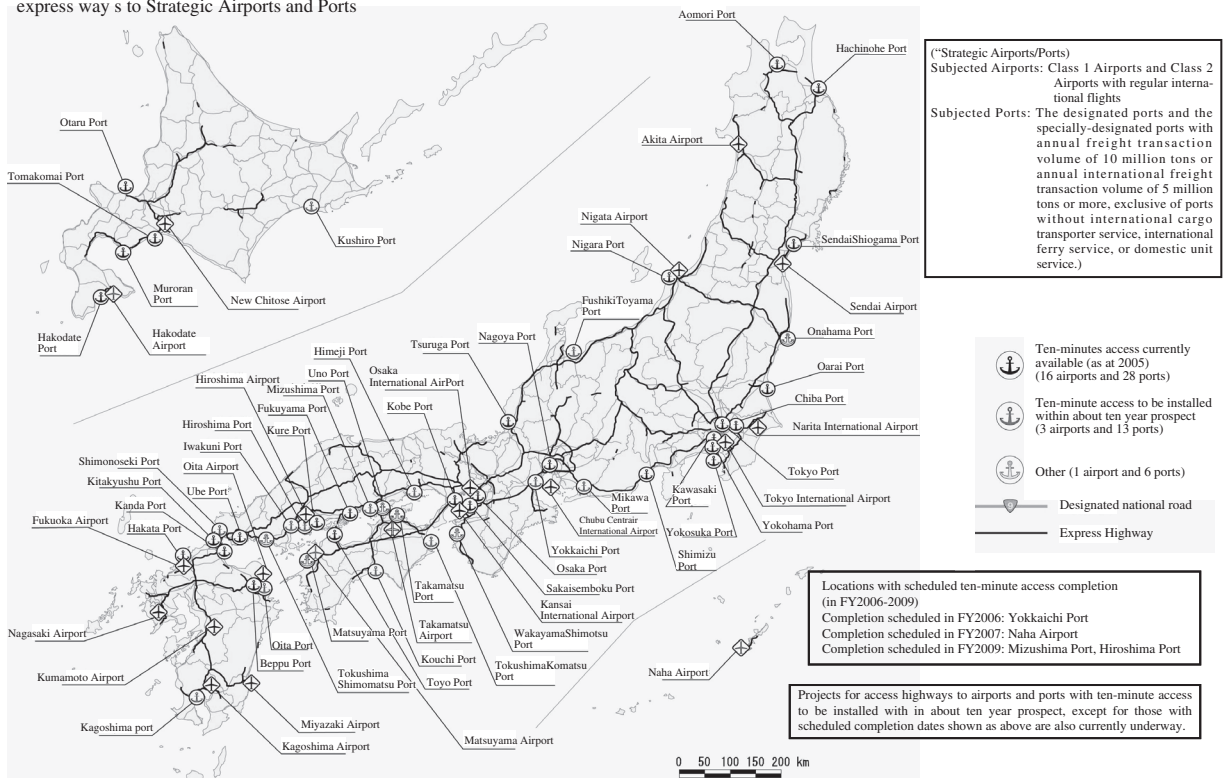 express way s to Strategic Airports and Ports
Aomori Port
Hachinohe Port
Akita Airport
Nigata Airport
Nigara Port
SendaiShiogama Port
Sendai Airport
Onahama Port
Oarai Port
Chiba Port
Narita International Airport
Tokyo Port
Tokyo International Airport
Yokohama Port
Kawasaki
Port
Yokosuka Port
Shimizu
Port
Mikawa
Port
Chubu Centrair
International Airport
Yokkaichi Port
Osaka Port
Sakaisemboku Port
Kansai
International Airport
WakayamaShimotsu
Port
TokushimaKomatsu
Port
Otaru Port
Tomakomai Port
Kushiro Port
Muroran
Port
New Chitose Airport
Hakodate
Port
Hakodate
Airport
FushikiToyama
Port
Nagoya Port
Tsuruga Port
Himeji Port
Osaka
International AirPort
Uno Port
Hiroshima Airport
Mizushima Port
Kobe Port
Fukuyama Port
Hiroshima Port
Kure Port
Iwakuni Port
Shimonoseki Port
Oita Airport
Kitakyushu Port
Ube Port
Kanda Port
Fukuoka Airport
Hakata Port
Takamatsu
Port
Takamatsu
Airport
Nagasaki Airport
Oita Port
Matsuyama Port
Kouchi Port
Beppu Port
Tokushima
Shimomatsu Port
Toyo Port
Kumamoto Airport
Kagoshima port
Miyazaki Airport
Kagoshima Airport
Matsuyama Airport
Naha Airport
("Strategic Airports/Ports)
Subjected Airports: Class 1 Airports and Class 2
Airports with regular interna-
tional flights
Subjected Ports: The designated ports and the
specially-designated ports with
annual freight transaction
volume of 10 million tons or
annual international freight
transaction volume of 5 million
tons or more, exclusive of ports
without international cargo
transporter service, international
ferry service, or domestic unit
service.)
Ten-minutes access currently
available (as at 2005)
(16 airports and 28 ports)
Ten-minute access to be installed
within about ten year prospect
(3 airports and 13 ports)
Other (1 airport and 6 ports)
Designated national road
Express Highway
Locations with scheduled ten-minute access completion
(in FY2006-2009)
Completion scheduled in FY2006: Yokkaichi Port
Completion scheduled in FY2007: Naha Airport
Completion scheduled in FY2009: Mizushima Port, Hiroshima Port
Projects for access highways to airports and ports with ten-minute access
to be installed with in about ten year prospect, except for those with
scheduled completion dates shown as above are also currently underway.
0 50 100 150 200 km